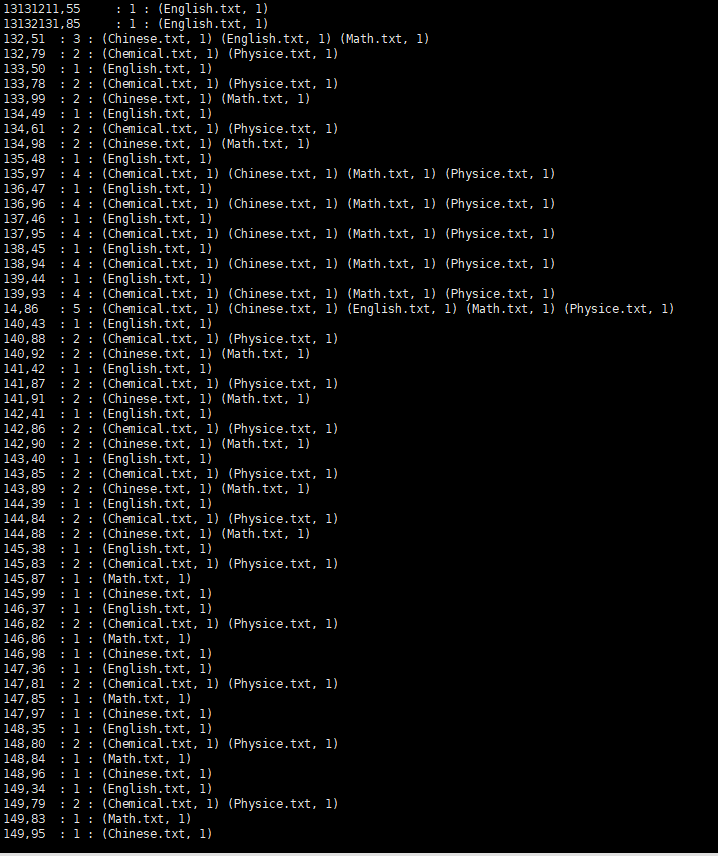 13131211,55     : 1 : (English.txt, 1)
13132131,85     : 1 : (English.txt, 1)
132,51  : 3 : (Chinese.txt, 1) (English.txt, 1) (Math.txt, 1)
132,79  : 2 : (Chemical.txt, 1) (Physice.txt, 1)
133,50  : 1 : (English.txt, 1)
133,78  : 2 : (Chemical.txt, 1) (Physice.txt, 1)
133,99  : 2 : (Chinese.txt, 1) (Math.txt, 1)
134,49  : 1 : (English.txt, 1)
134,61  : 2 : (Chemical.txt, 1) (Physice.txt, 1)
134,98  : 2 : (Chinese.txt, 1) (Math.txt, 1)
135,48  : 1 : (English.txt, 1)
135,97  : 4 : (Chemical.txt, 1) (Chinese.txt, 1) (Math.txt, 1) (Physice.txt, 1)
136,47  : 1 : (English.txt, 1)
136,96  : 4 : (Chemical.txt, 1) (Chinese.txt, 1) (Math.txt, 1) (Physice.txt, 1)
137,46  : 1 : (English.txt, 1)
137,95  : 4 : (Chemical.txt, 1) (Chinese.txt, 1) (Math.txt, 1) (Physice.txt, 1)
138,45  : 1 : (English.txt, 1)
138,94  : 4 : (Chemical.txt, 1) (Chinese.txt, 1) (Math.txt, 1) (Physice.txt, 1)
139,44  : 1 : (English.txt, 1)
139,93  : 4 : (Chemical.txt, 1) (Chinese.txt, 1) (Math.txt, 1) (Physice.txt, 1)
14,86   : 5 : (Chemical.txt, 1) (Chinese.txt, 1) (English.txt, 1) (Math.txt, 1) (Physice.txt, 1)
140,43  : 1 : (English.txt, 1)
140,88  : 2 : (Chemical.txt, 1) (Physice.txt, 1)
140,92  : 2 : (Chinese.txt, 1) (Math.txt, 1)
141,42  : 1 : (English.txt, 1)
141,87  : 2 : (Chemical.txt, 1) (Physice.txt, 1)
141,91  : 2 : (Chinese.txt, 1) (Math.txt, 1)
142,41  : 1 : (English.txt, 1)
142,86  : 2 : (Chemical.txt, 1) (Physice.txt, 1)
142,90  : 2 : (Chinese.txt, 1) (Math.txt, 1)
143,40  : 1 : (English.txt, 1)
143,85  : 2 : (Chemical.txt, 1) (Physice.txt, 1)
143,89  : 2 : (Chinese.txt, 1) (Math.txt, 1)
144,39  : 1 : (English.txt, 1)
144,84  : 2 : (Chemical.txt, 1) (Physice.txt, 1)
144,88  : 2 : (Chinese.txt, 1) (Math.txt, 1)
145,38  : 1 : (English.txt, 1)
145,83  : 2 : (Chemical.txt, 1) (Physice.txt, 1)
145,87  : 1 : (Math.txt, 1)
145,99  : 1 : (Chinese.txt, 1)
146,37  : 1 : (English.txt, 1)
146,82  : 2 : (Chemical.txt, 1) (Physice.txt, 1)
146,86  : 1 : (Math.txt, 1)
146,98  : 1 : (Chinese.txt, 1)
147,36  : 1 : (English.txt, 1)
147,81  : 2 : (Chemical.txt, 1) (Physice.txt, 1)
147,85  : 1 : (Math.txt, 1)
147,97  : 1 : (Chinese.txt, 1)
148,35  : 1 : (English.txt, 1)
148,80  : 2 : (Chemical.txt, 1) (Physice.txt, 1)
148,84  : 1 : (Math.txt, 1)
148,96  : 1 : (Chinese.txt, 1)
149,34  : 1 : (English.txt, 1)
149,79  : 2 : (Chemical.txt, 1) (Physice.txt, 1)
149,83  : 1 : (Math.txt, 1)
149,95  : 1 : (Chinese.txt, 1)